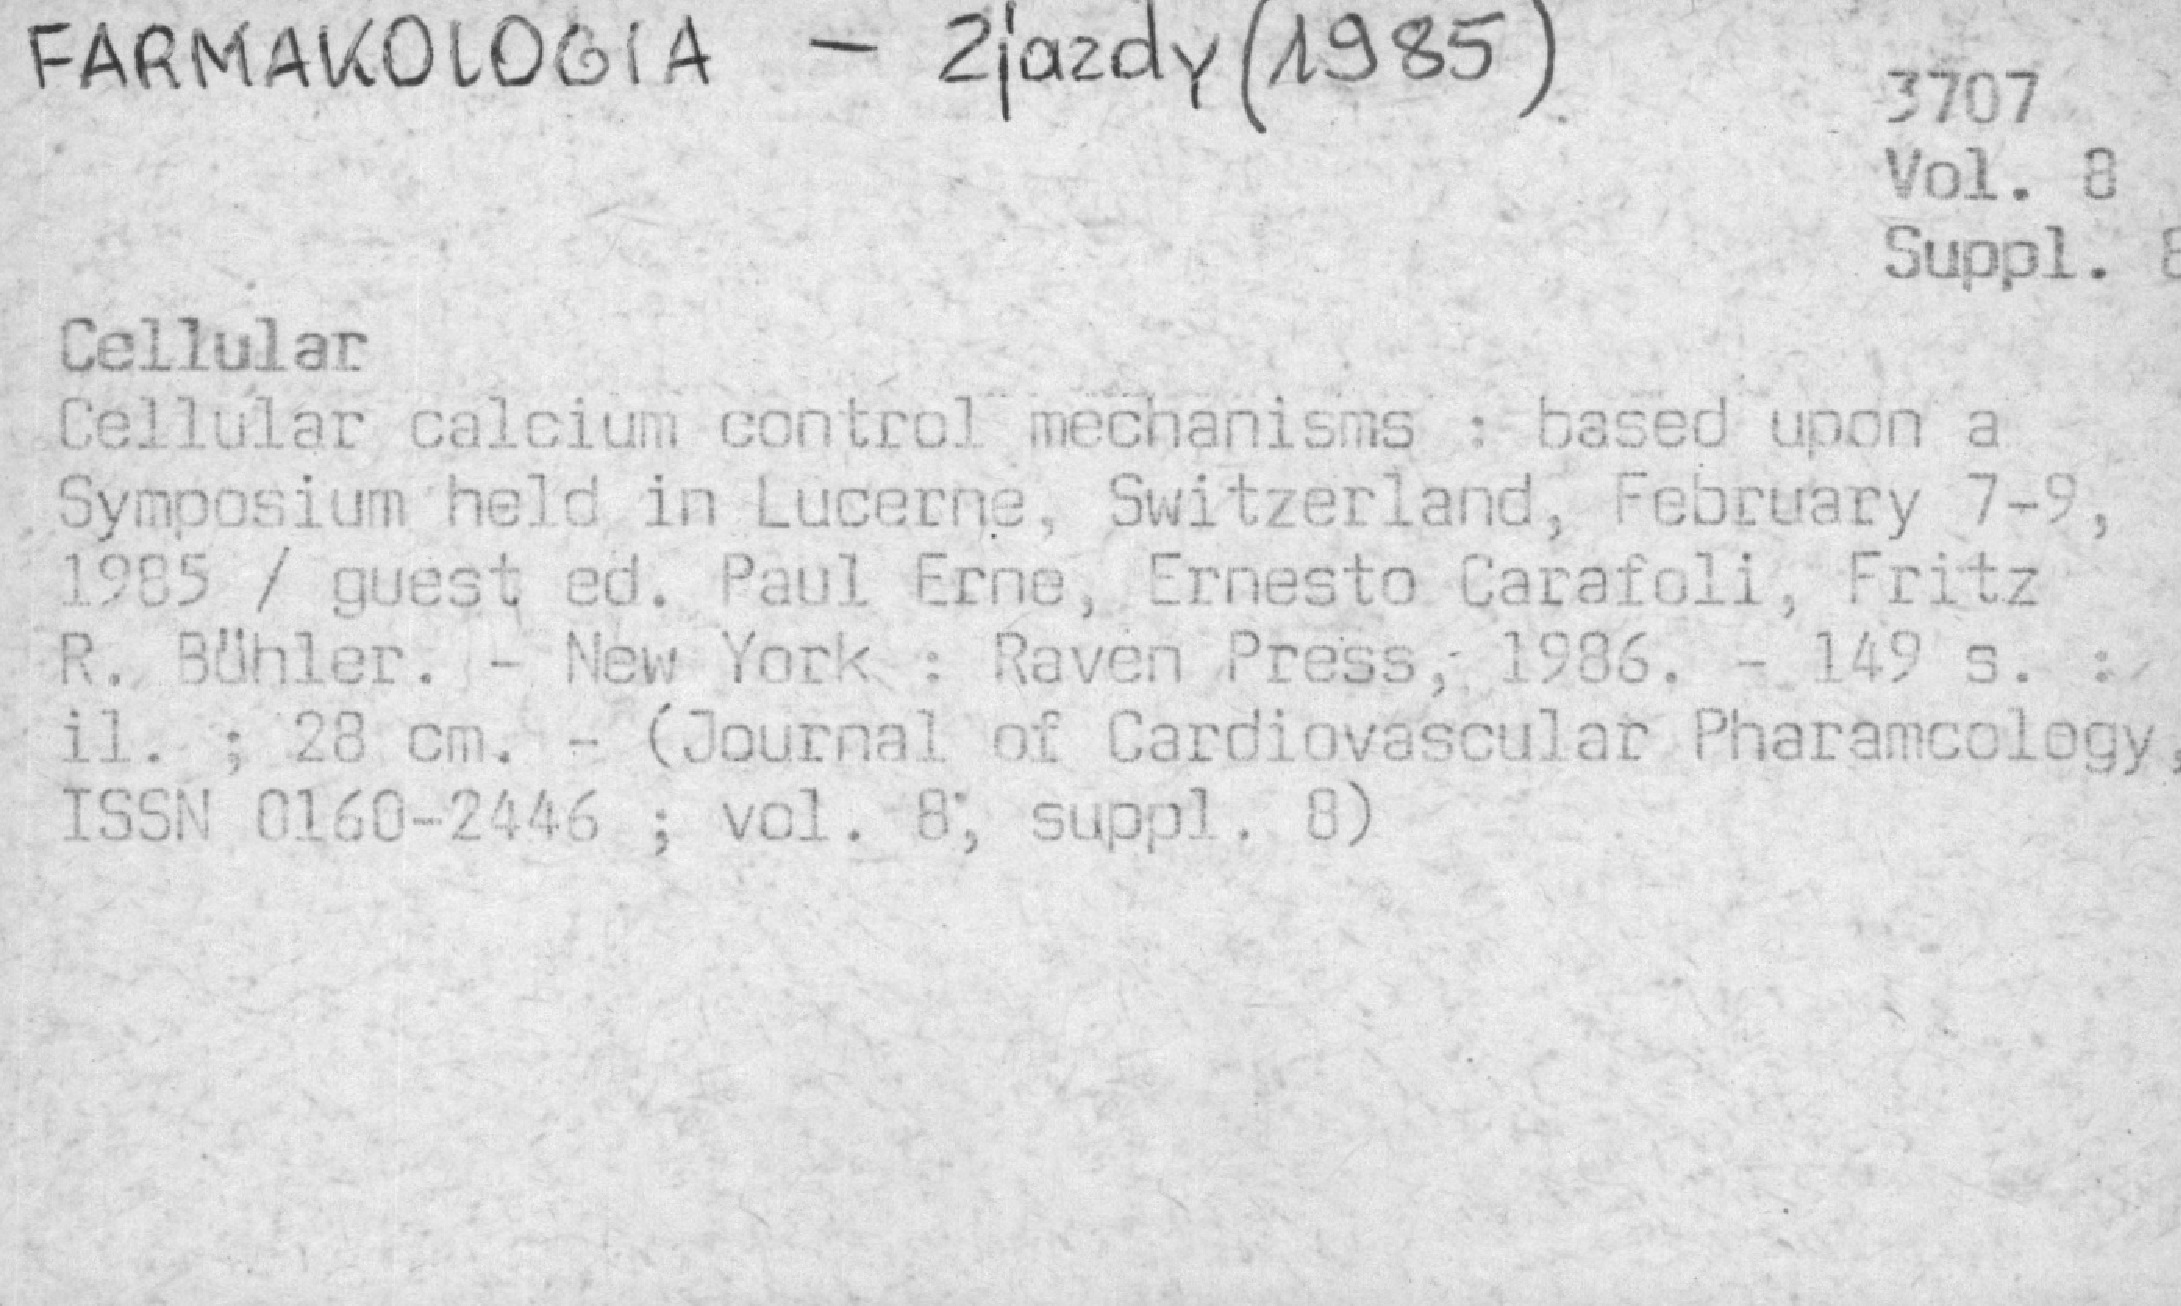 FARMAKOLOGIA - Zjazdy (1985)
3707
Vol. 8
Suppl. 8
Cellular
Cellular calcium control mechanisms : based upon a
Symposium held in Lucerne, Switzerland, February 7-9,
1985 / guest ed. Paul Erne, Ernesto Carafoli, Fritz
R. Bühler. - New York : Raven Press, 1986. - 149 s. :
il. ; 28 cm. - (Journal of Cardiovascular Pharamcology,
ISSN 0160-2446 ; vol. 8, suppl. 8)